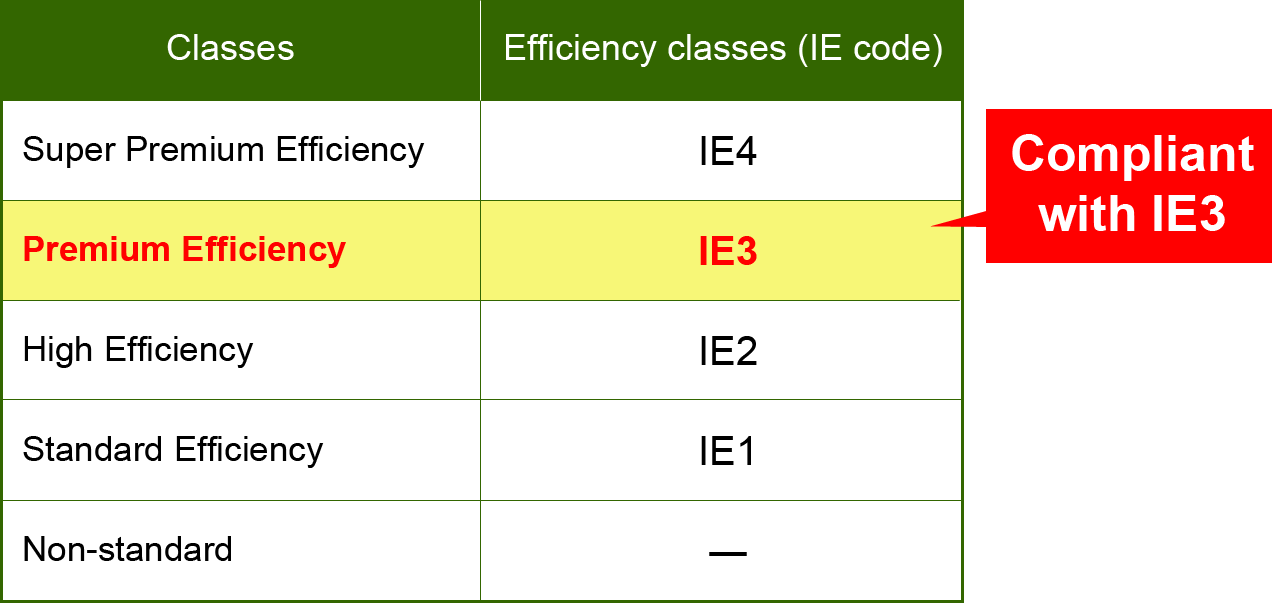 Classes
Efficiency classes (IE code)
Super Premium Efficiency
IE4
Premium Efficiency
IE3
Compliant
with IE3
High Efficiency
IE2
Standard Efficiency
IE1
Non-standard
—